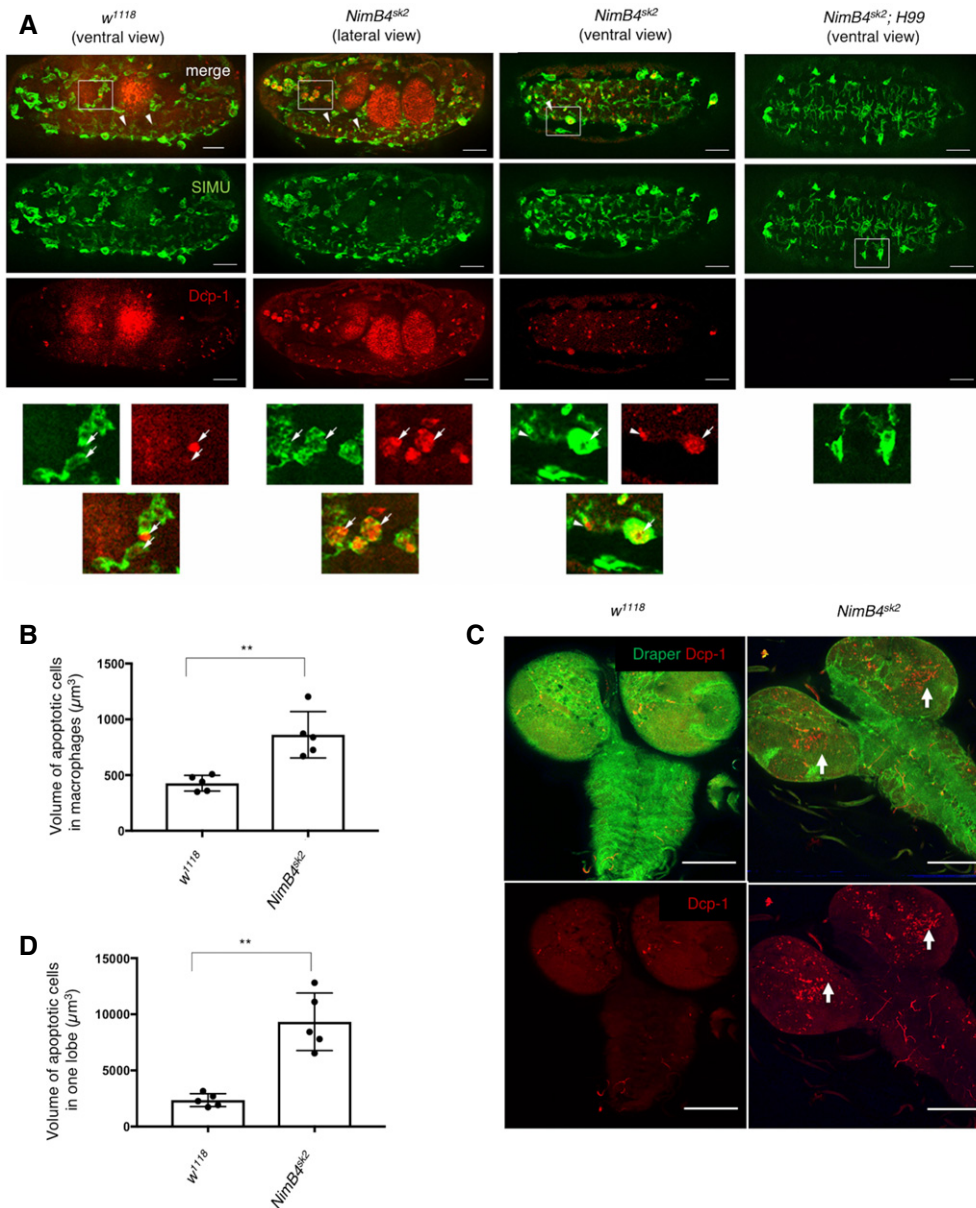 A
w1118
(ventral view)
NimB4sk2
(lateral view)
NimB4sk2
(ventral view)
NimB4sk2; H99
(ventral view)
merge
SIMU
Dcp-1
B
**
Volume of apoptotic cells
in macrophages (μm3)
1500
1000
500
0
w1118
NimB4sk2
C
w1118
NimB4sk2
Draper Dcp-1
Dcp-1
D
**
Volume of apoptotic cells
in one lobe (μm3)
15000
10000
5000
0
w1118
NimB4sk2